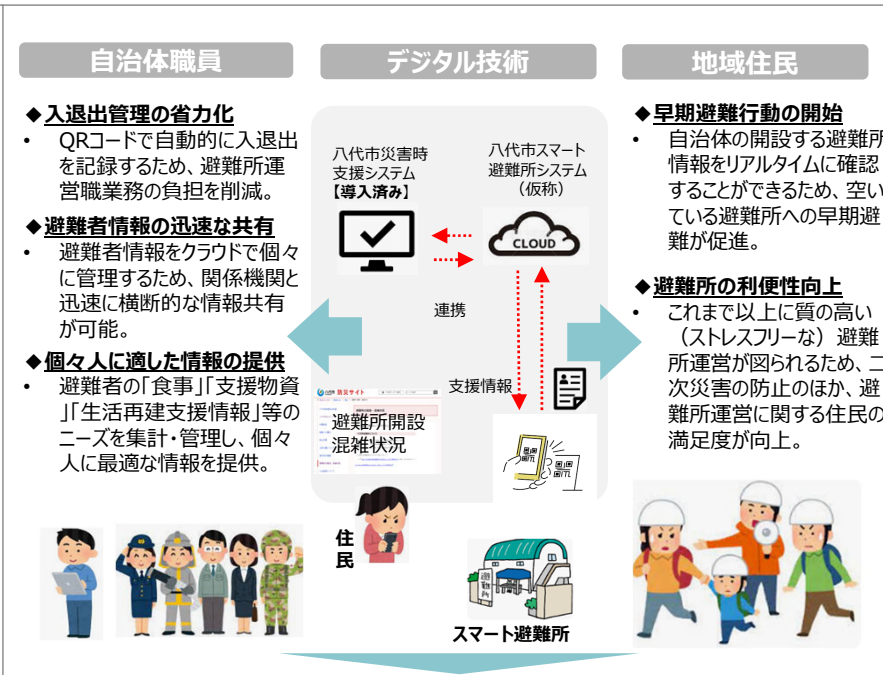 自治体職員
デジタル技術
地域住民
◆入退出管理の省力化
• QRコードで自動的に入退出
を記録するため、避難所運
営職業務の負担を削減。
◆避難者情報の迅速な共有
• 避難者情報をクラウドで個々
に管理するため、関係機関と
迅速に横断的な情報共有
が可能。
◆個々人に適した情報の提供
• 避難者の「食事」「支援物資
」「生活再建支援情報」等の
ニーズを集計・管理し、個々
人に最適な情報を提供。
八代市災害時
支援システム
【導入済み】
八代市スマート
避難所システム
（仮称）
CLOUD
連携
支援情報
防災サイト
避難所開設
混雑状況
住
民
避
難
所
スマート避難所
◆早期避難行動の開始
• 自治体の開設する避難所
情報をリアルタイムに確認
することができるため、空い
ている避難所への早期避
難が促進。
◆避難所の利便性向上
• これまで以上に質の高い
（ストレスフリーな）避難
所運営が図られるため、二
次災害の防止のほか、避
難所運営に関する住民の
満足度が向上。